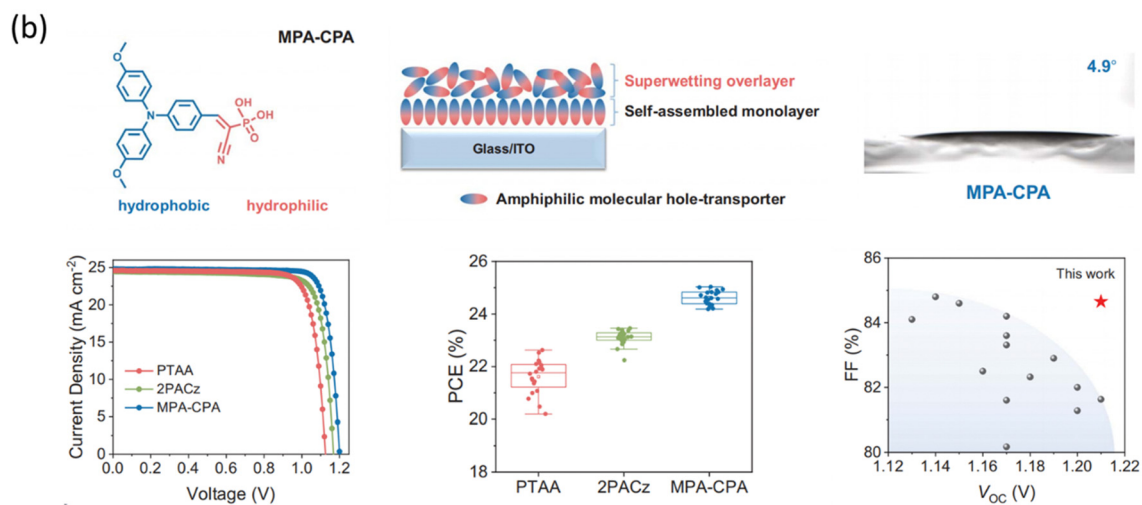 (b)
MPA-CPA
O
N
O
P
OH
OH
O
N
hydrophobic hydrophilic
Superwetting overlayer
Self-assembled monolayer
Glass/ITO
Amphiphilic molecular hole-transporter
4.9°
MPA-CPA
Current Density (mA cm⁻²)
25
20
15
10
5
0
PTAA
2PACz
MPA-CPA
0.0 0.2 0.4 0.6 0.8 1.0 1.2
Voltage (V)
PCE (%)
26
24
22
20
18
PTAA 2PACz MPA-CPA
FF (%)
86
84
82
80
This work
1.12 1.14 1.16 1.18 1.20 1.22
VOC (V)